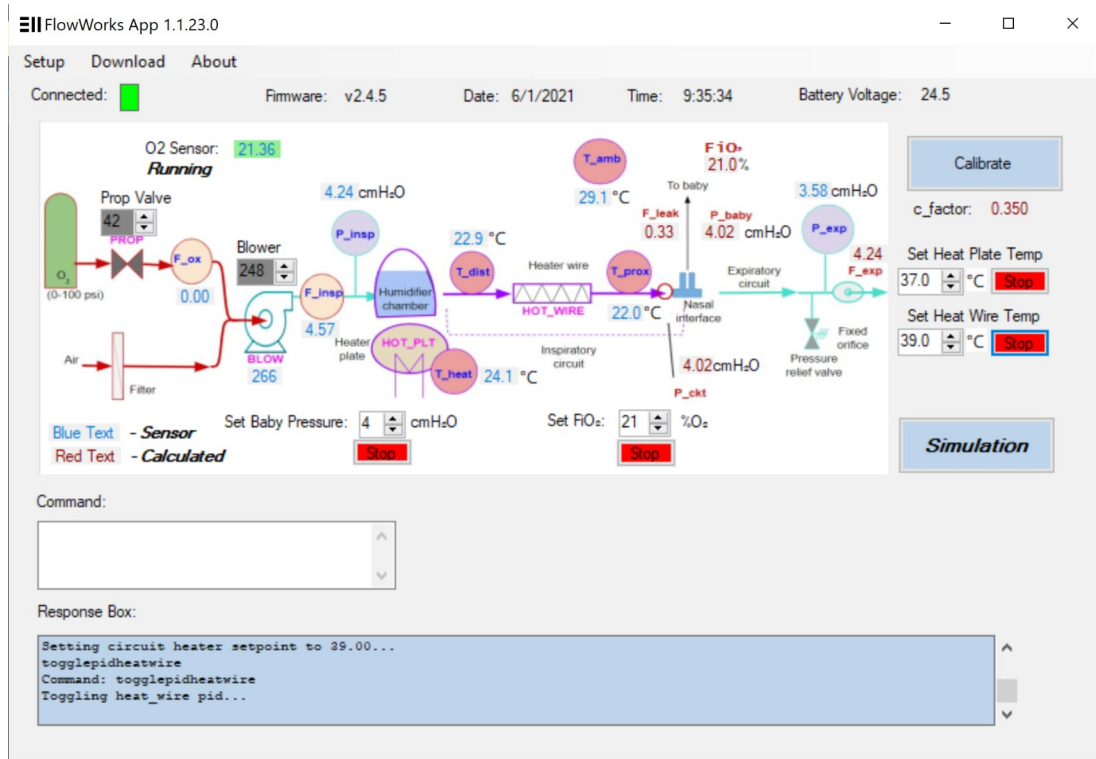 FlowWorks App 1.1.23.0
Setup Download About
Connected: Firmware: v2.4.5 Date: 6/1/2021 Time: 9:35:34 Battery Voltage: 24.5
O2 Sensor: 21.36
Running
Prop Valve
42
PROP
O₂
(0-100 psi)
F_ox
0.00
Air
Filter
Blower
248
BLOW
266
F_insp
4.57
4.24 cmH₂O
P_insp
Humidifier
chamber
Heater
plate
HOT_PLT
T_heat
24.1 °C
22.9 °C
T_dist
Heater wire
HOT_WIRE
Inspiratory
circuit
T_amb
29.1 °C
T_prox
22.0 °C
FiO₂
21.0%
To baby
F_leak
0.33
P_baby
4.02 cmH₂O
Nasal
interface
4.02cmH₂O
P_ckt
Expiratory
circuit
3.58 cmH₂O
P_exp
4.24
F_exp
Fixed
orifice
Pressure
relief valve
Blue Text - Sensor
Red Text - Calculated
Set Baby Pressure: 4 cmH₂O
Stop
Set FiO₂: 21 %O₂
Stop
Calibrate
c_factor: 0.350
Set Heat Plate Temp
37.0 °C Stop
Set Heat Wire Temp
39.0 °C Stop
Simulation
Command:
Response Box:
Setting circuit heater setpoint to 39.00...
togglepidheatwire
Command: togglepidheatwire
Toggling heat_wire pid...